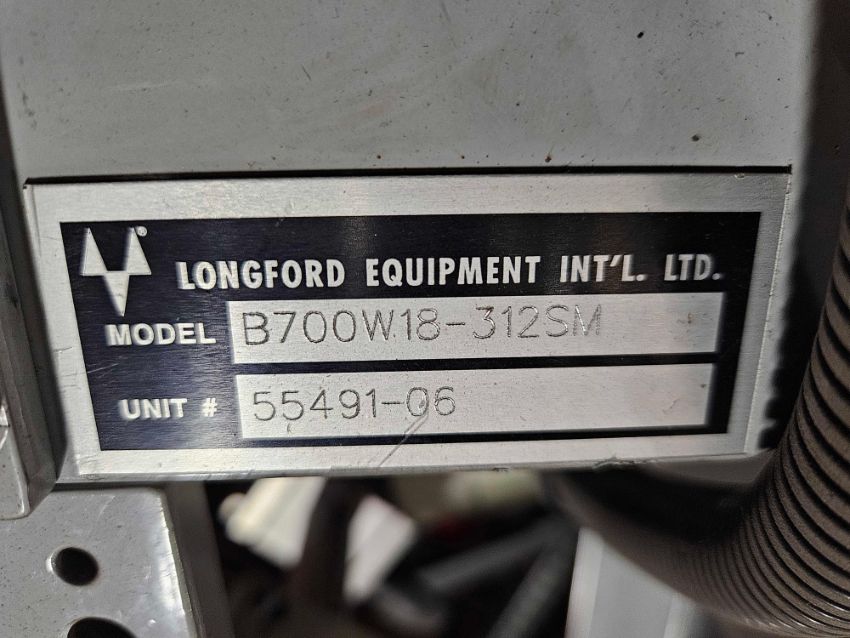 ®
LONGFORD EQUIPMENT INT'L. LTD.
MODEL B700W18-312SM
UNIT # 55491-06